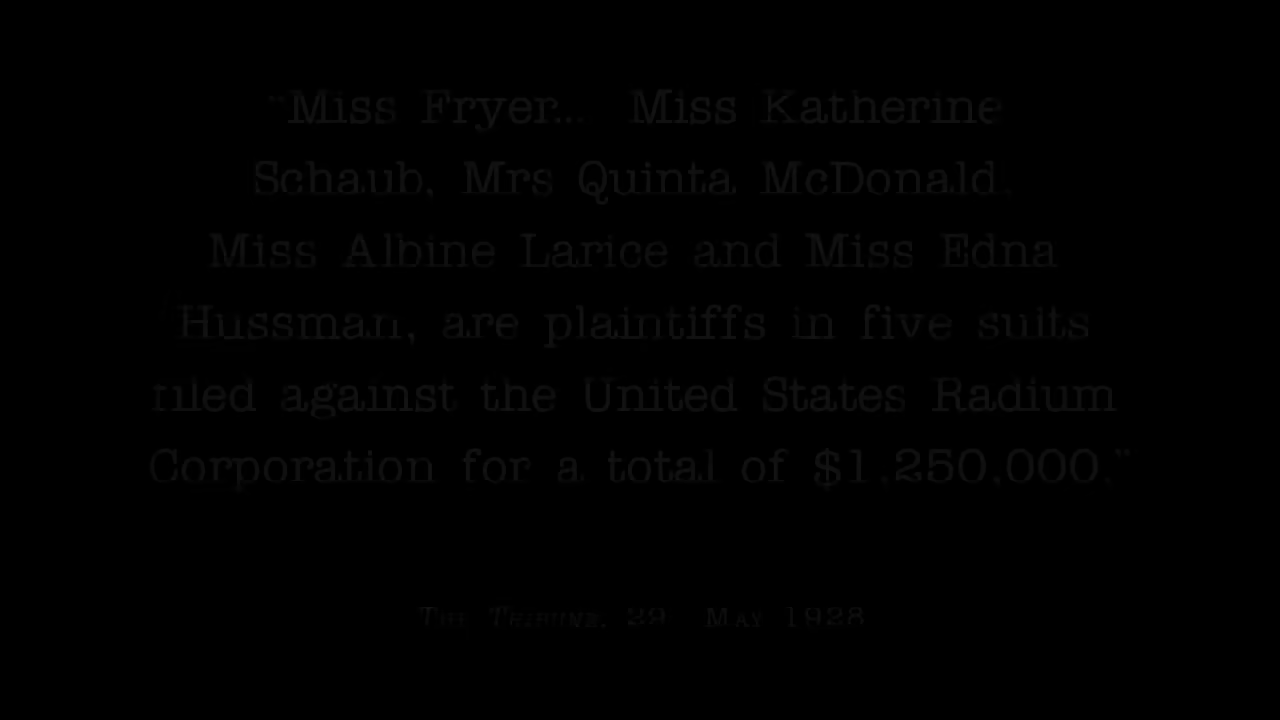 "Miss Fryer... Miss Katherine
Schaub, Mrs Quinta McDonald,
Miss Albine Larice and Miss Edna
Hussman, are plaintiffs in five suits
filed against the United States Radium
Corporation for a total of $1,250,000."
The Tribune, 29 May 1928